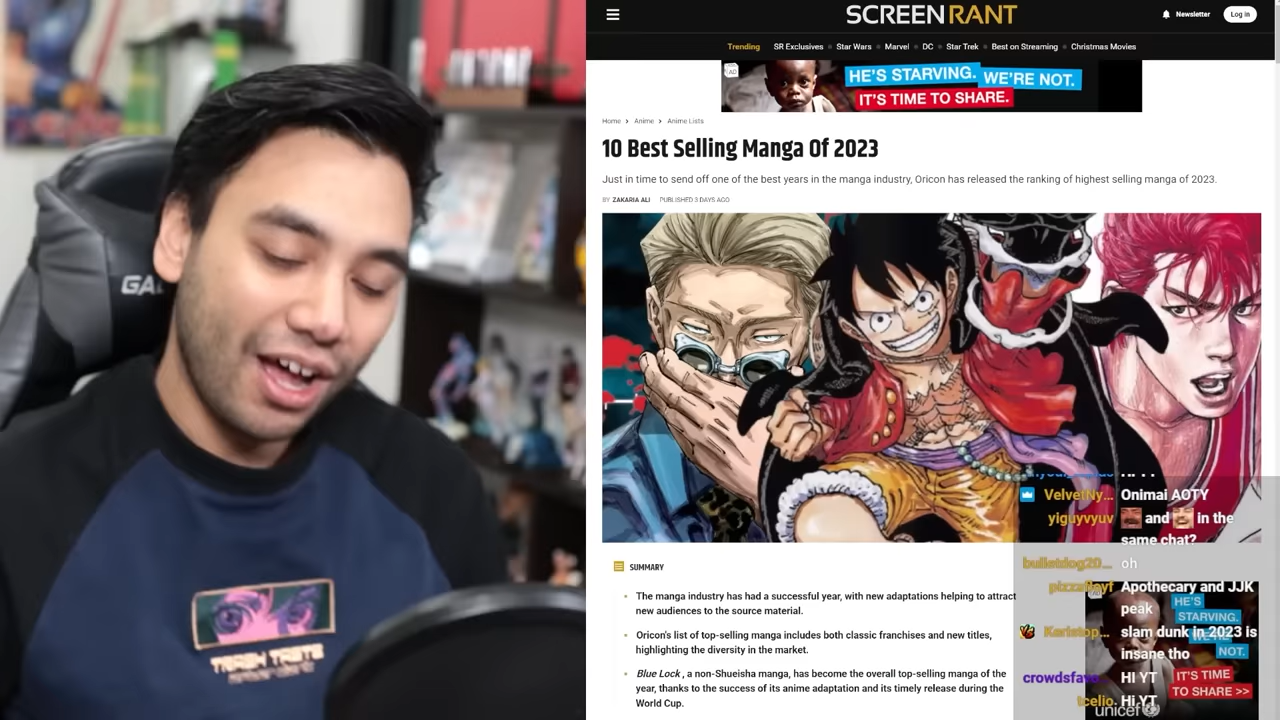 SCREENRANT
Newsletter
Log in
Trending
SR Exclusives
Star Wars
Marvel
DC
Star Trek
Best on Streaming
Christmas Movies
AD
HE'S STARVING. WE'RE NOT.
IT'S TIME TO SHARE.
Home > Anime > Anime Lists
10 Best Selling Manga Of 2023
Just in time to send off one of the best years in the manga industry, Oricon has released the ranking of highest selling manga of 2023.
BY ZAKARIA ALI PUBLISHED 3 DAYS AGO
SUMMARY
The manga industry has had a successful year, with new adaptations helping to attract
new audiences to the source material.
Oricon's list of top-selling manga includes both classic franchises and new titles,
highlighting the diversity in the market.
Blue Lock, a non-Shueisha manga, has become the overall top-selling manga of the
year, thanks to the success of its anime adaptation and its timely release during the
World Cup.
VelvetNy... Onimai AOTY
yiguyvyuv and in the
same chat?
oh
Apothecary and JJK
peak
slam dunk in 2023 is
insane tho
HI YT
tcelio. Hi YT
HE'S
STARVING.
WE'RE
NOT.
IT'S TIME
TO SHARE >>
unicef
TRASH TASTE